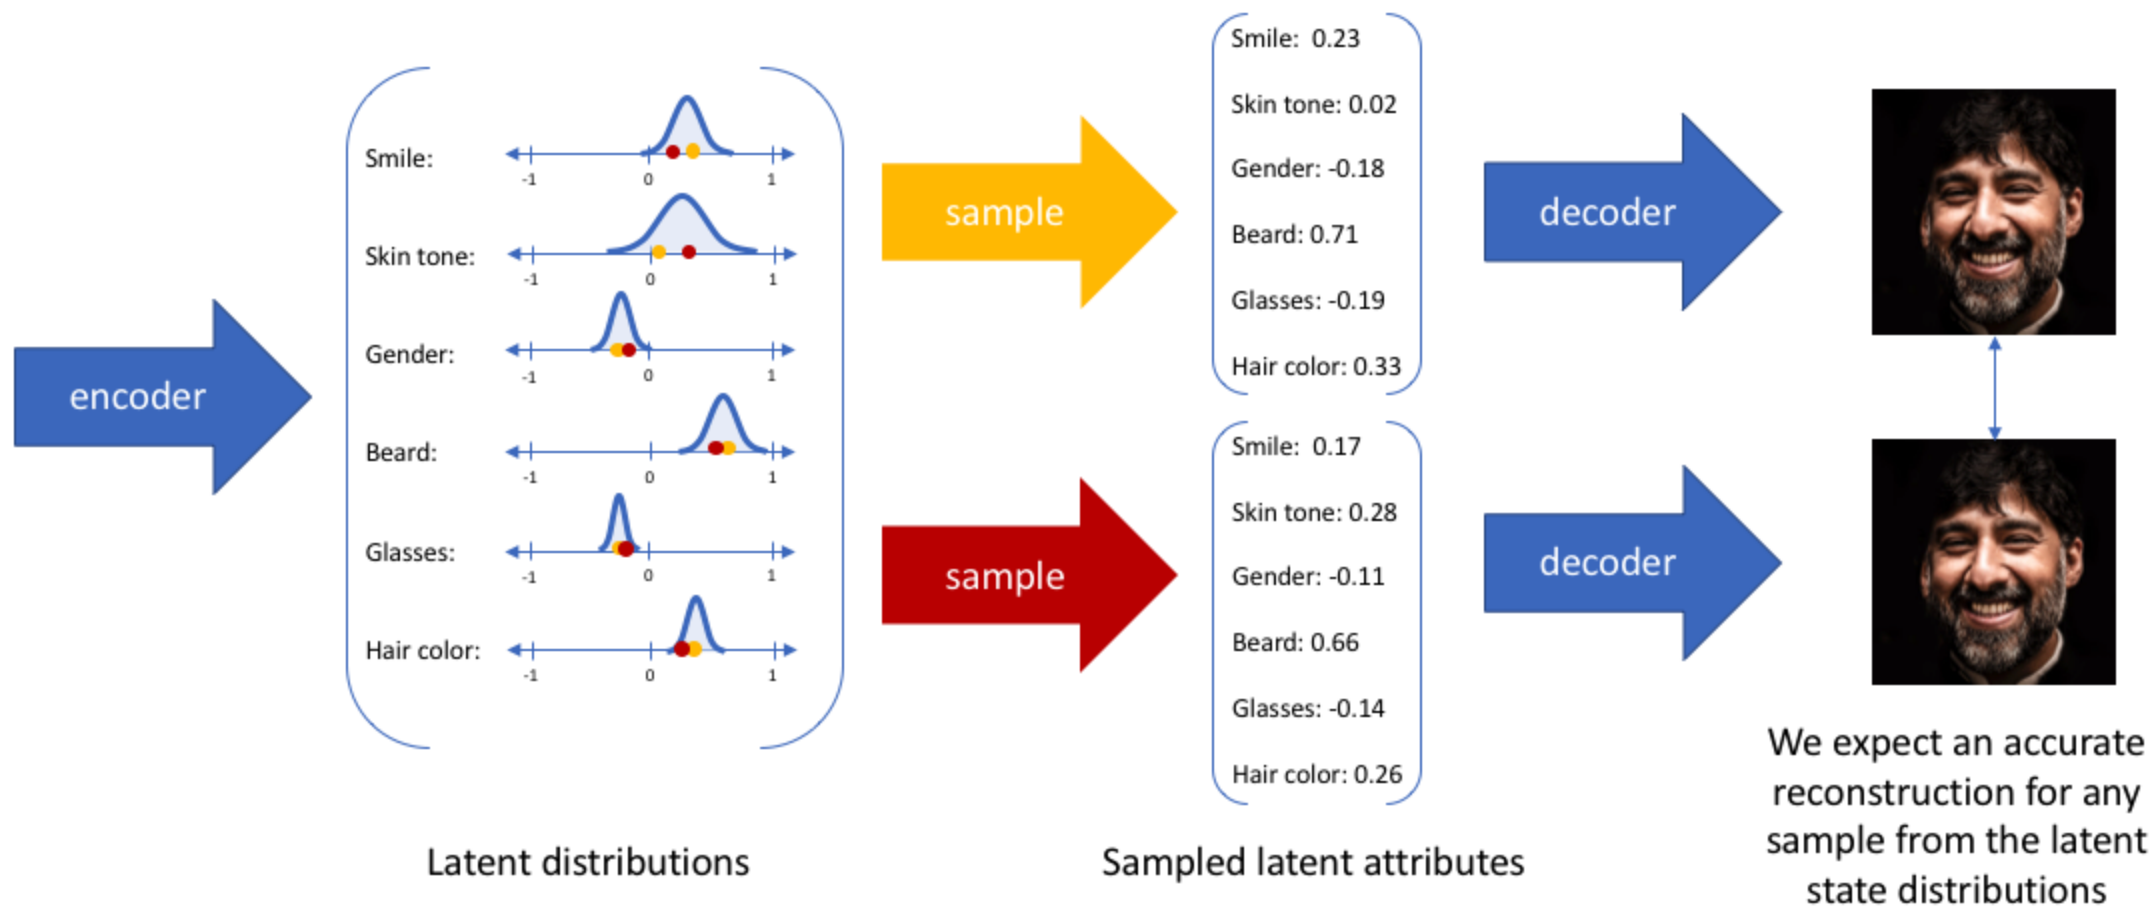 encoder
Smile:
-1 0 1
Skin tone:
-1 0 1
Gender:
-1 0 1
Beard:
-1 0 1
Glasses:
-1 0 1
Hair color:
-1 0 1
Latent distributions
sample
sample
Smile: 0.23
Skin tone: 0.02
Gender: -0.18
Beard: 0.71
Glasses: -0.19
Hair color: 0.33
Smile: 0.17
Skin tone: 0.28
Gender: -0.11
Beard: 0.66
Glasses: -0.14
Hair color: 0.26
Sampled latent attributes
decoder
decoder
We expect an accurate
reconstruction for any
sample from the latent
state distributions